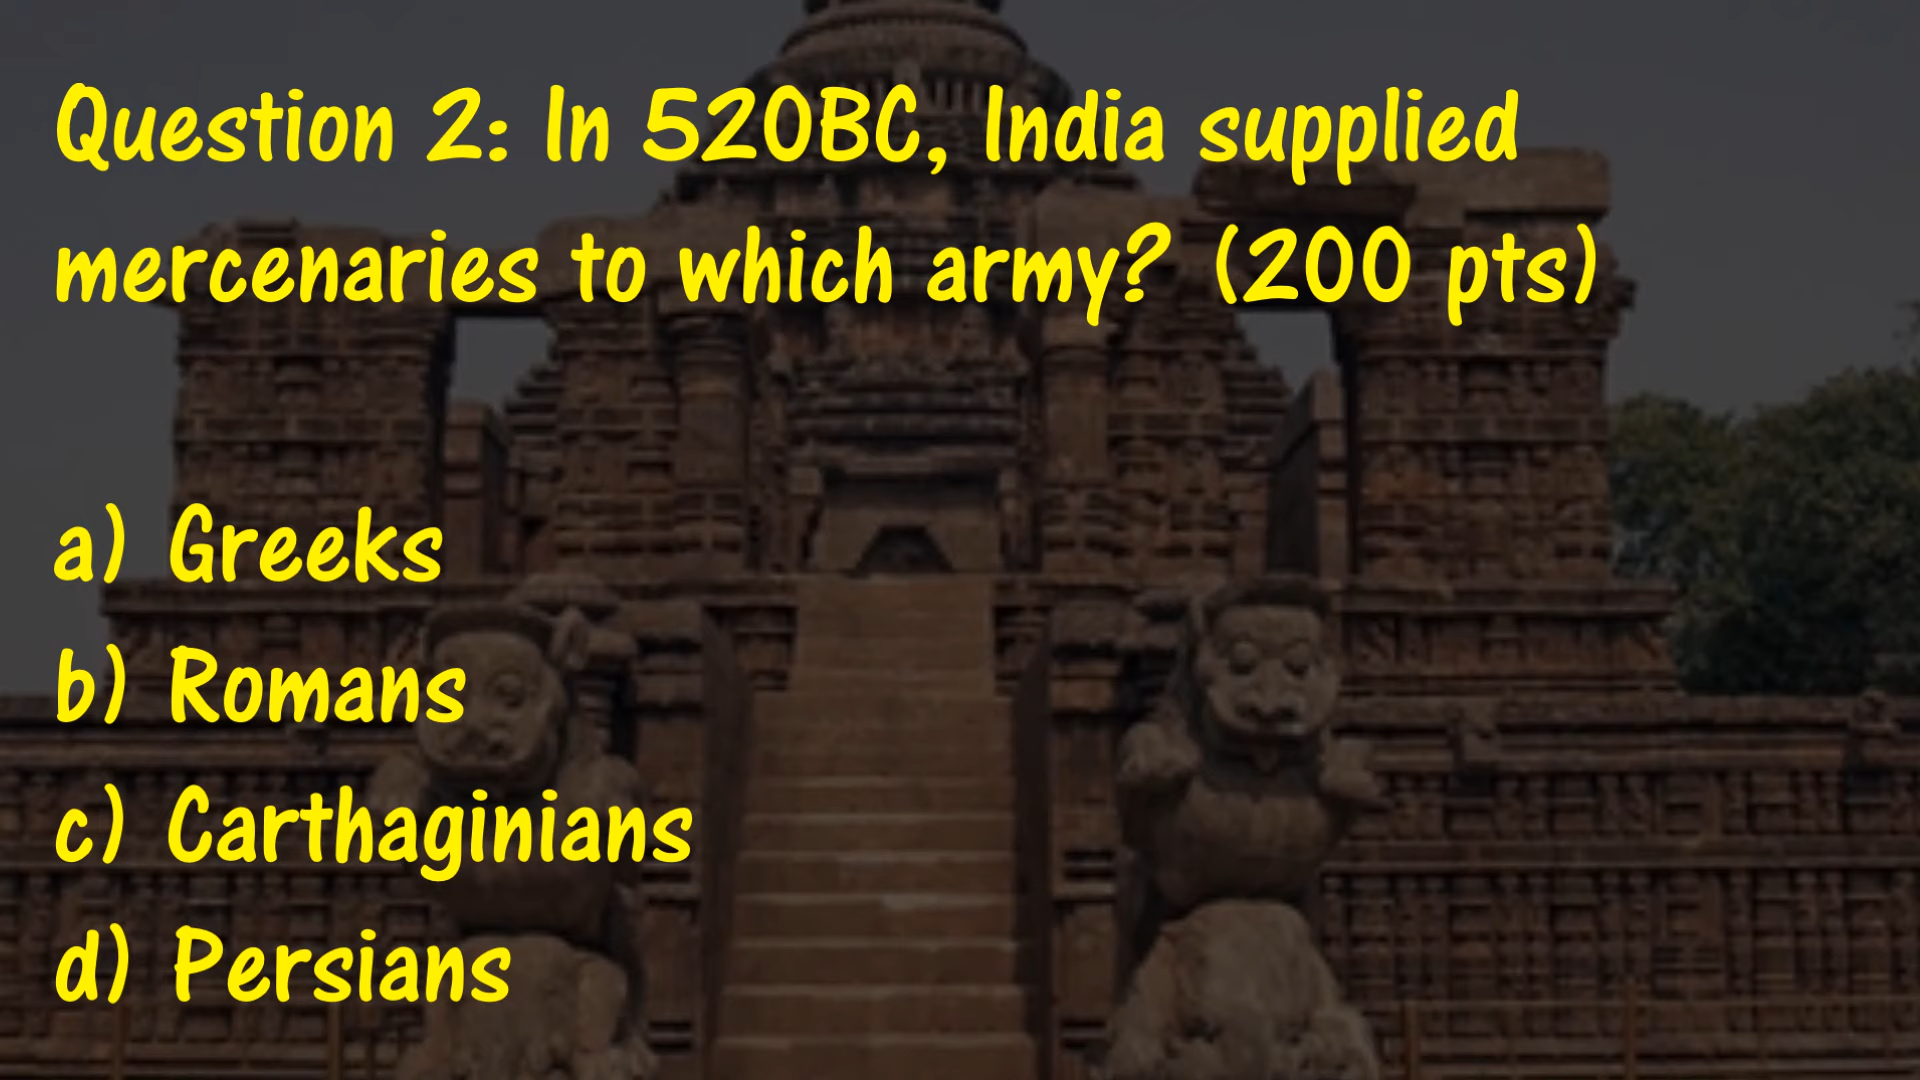 Question 2: In 520BC, India supplied
mercenaries to which army? (200 pts)
a) Greeks
b) Romans
c) Carthaginians
d) Persians